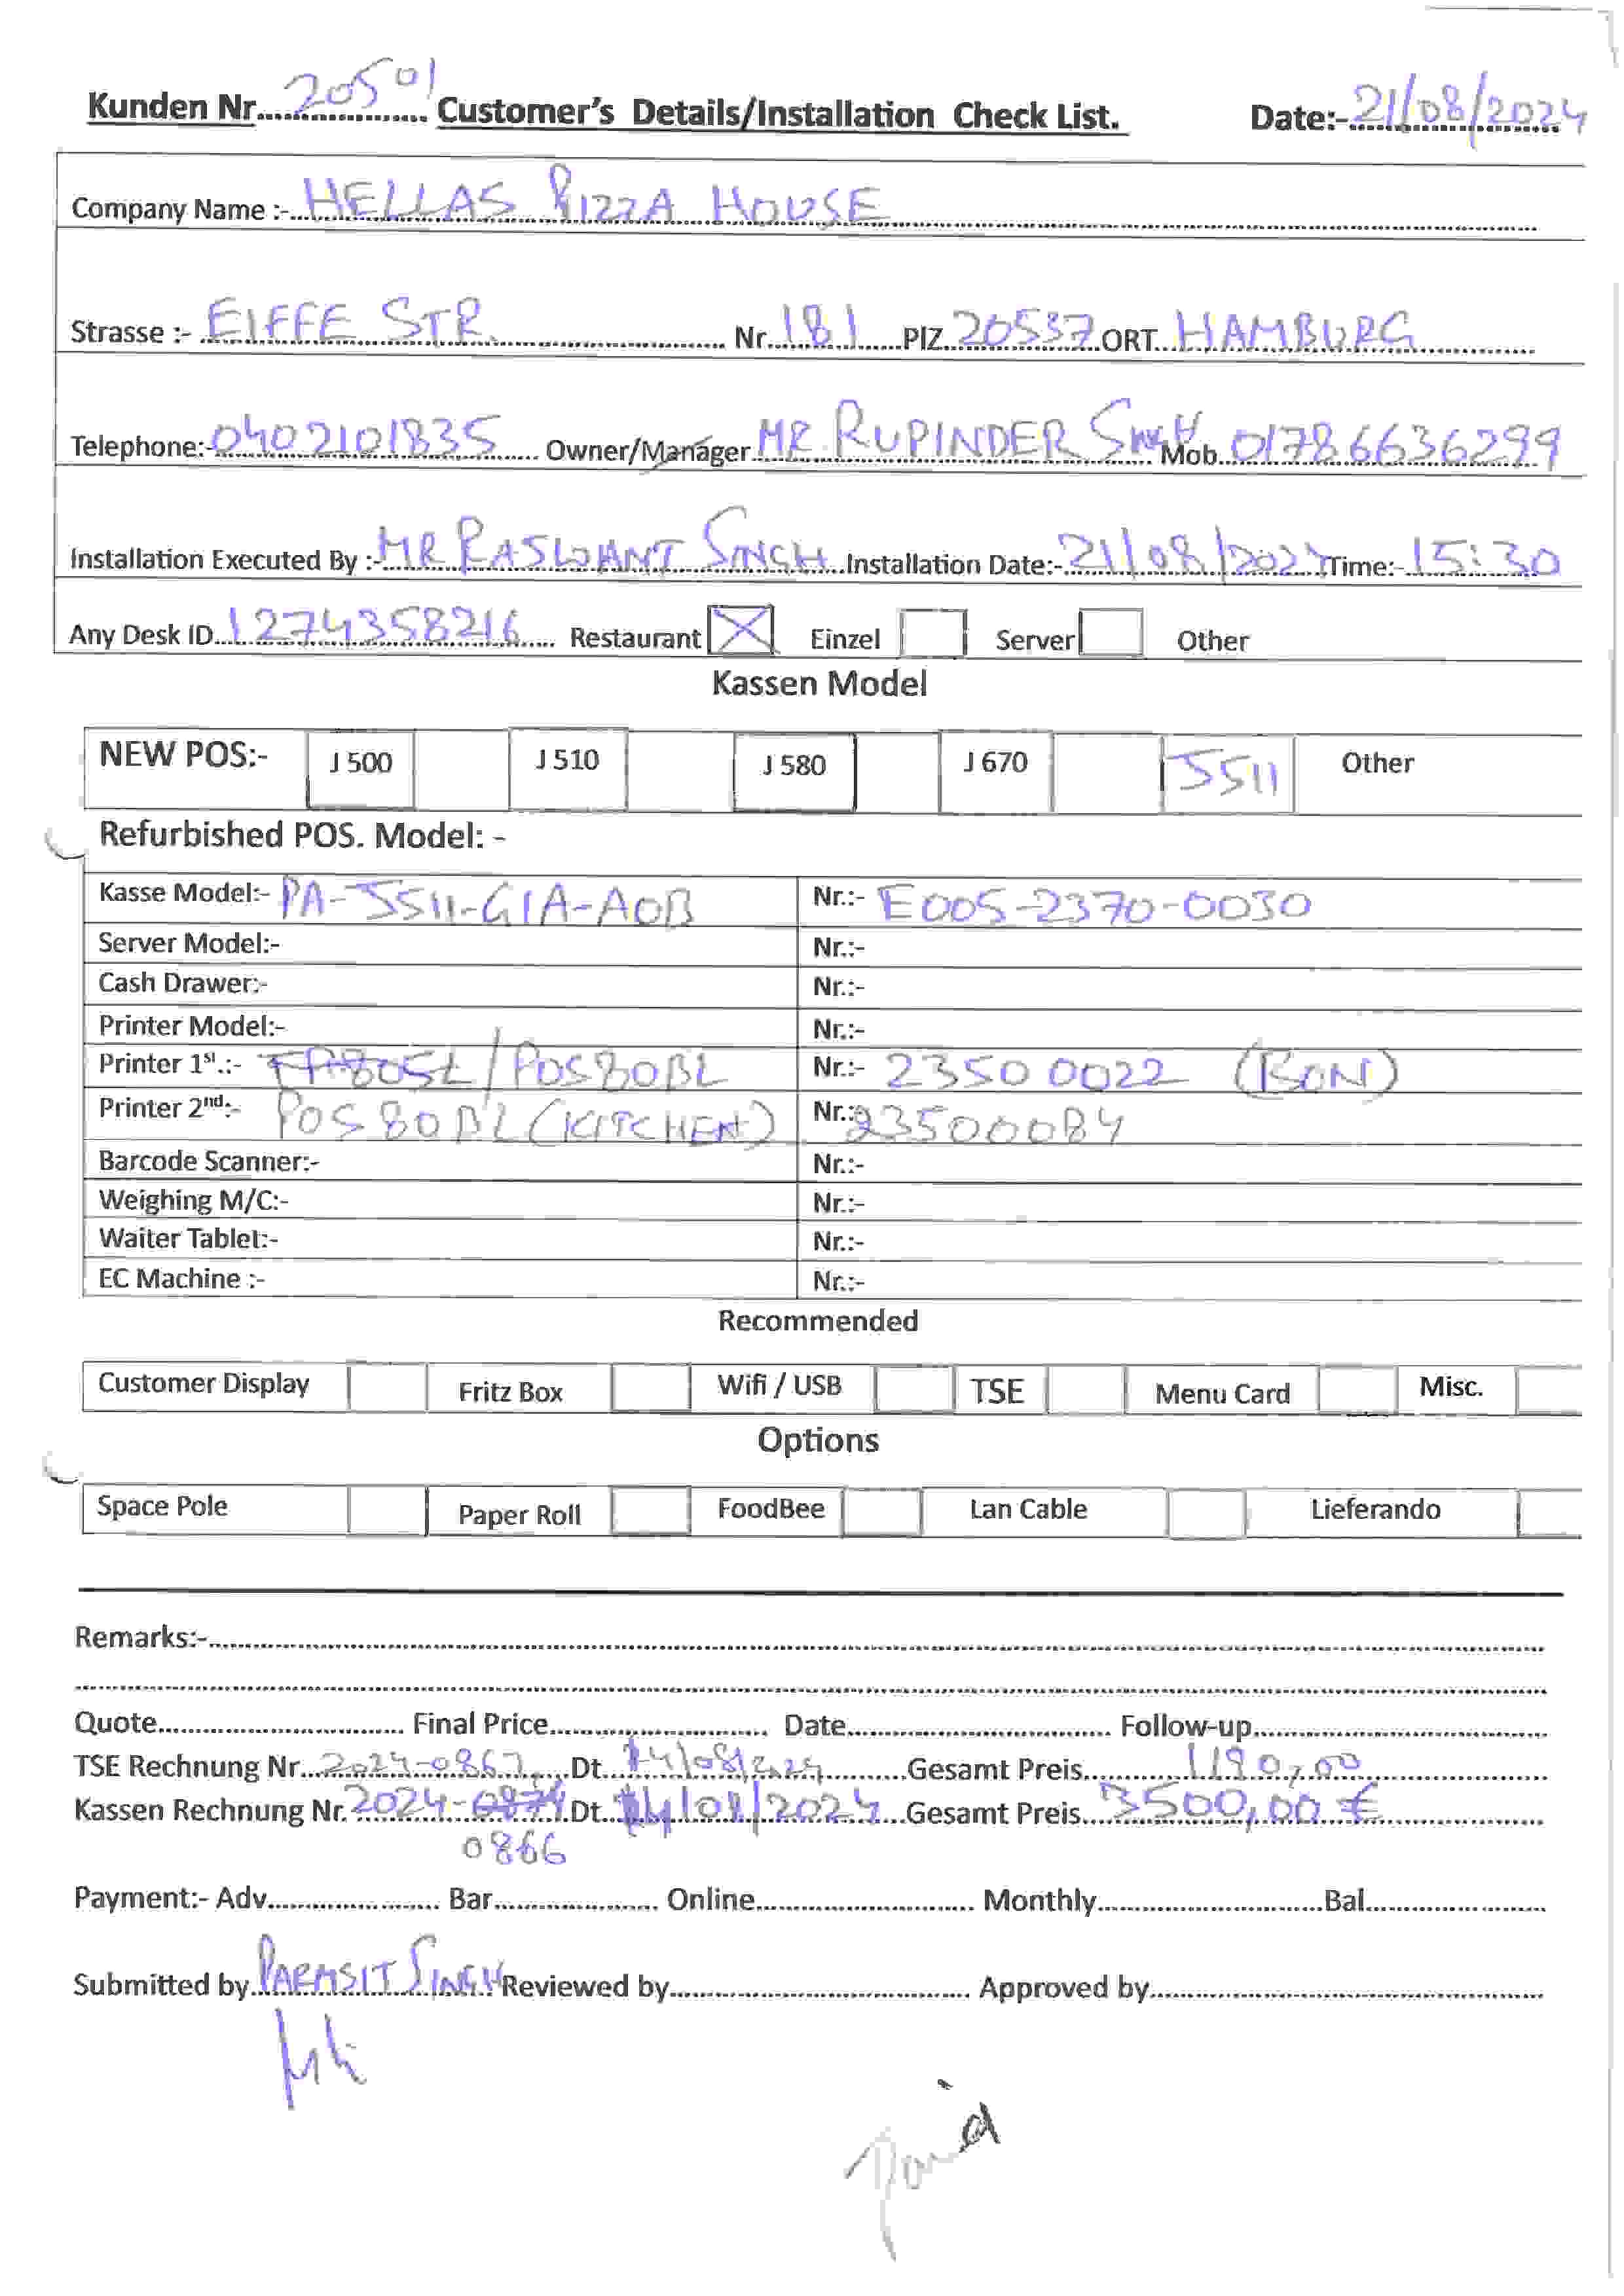 Kunden Nr. 20501 Customer's Details/Installation Check List. Date:- 21/08/2024
Company Name :- HELLAS PIZZA HOUSE
Strasse :- EIFFE STR. Nr. 181 PlZ. 20537 ORT. HAMBURG
Telephone:- 0402101835 Owner/Manager MR RUPINDER SINGH Mob. 01786636299
Installation Executed By :- MR RASWANT SINGH Installation Date:- 21/08/2024 Time:- 15:30
Any Desk ID. 1274358216 Restaurant X Einzel Server Other
Kassen Model
NEW POS:- J 500 J 510 J 580 J 670 J511 Other
Refurbished POS. Model: -
Kasse Model:- PA-J511-G1A-A0B Nr.:- E005-2370-0030
Server Model:- Nr.:-
Cash Drawer:- Nr.:-
Printer Model:- Nr.:-
Printer 1st.:- POS80BL Nr.:- 23500022 (BON)
Printer 2nd:- POS80BL (KITCHEN) Nr.: 23500084
Barcode Scanner:- Nr.:-
Weighing M/C:- Nr.:-
Waiter Tablet:- Nr.:-
EC Machine :- Nr.:-
Recommended
Customer Display Fritz Box Wifi / USB TSE Menu Card Misc.
Options
Space Pole Paper Roll FoodBee Lan Cable Lieferando
Remarks:-
Quote Final Price Date Follow-up
TSE Rechnung Nr. 2024-0867 Dt. 14/08/2024 Gesamt Preis 1190,00
Kassen Rechnung Nr. 2024- Dt. 14/08/2024 Gesamt Preis 3500,00 €
0866
Payment:- Adv. Bar Online Monthly Bal.
Submitted by PARMJIT SINGH Reviewed by Approved by